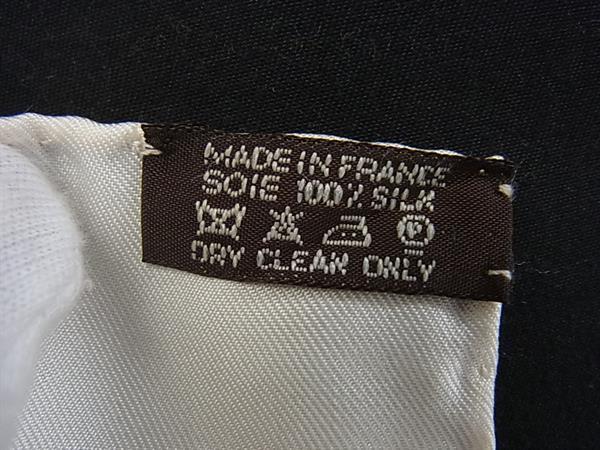 MADE IN FRANCE
SOIE 100% SILK
P
DRY CLEAN ONLY